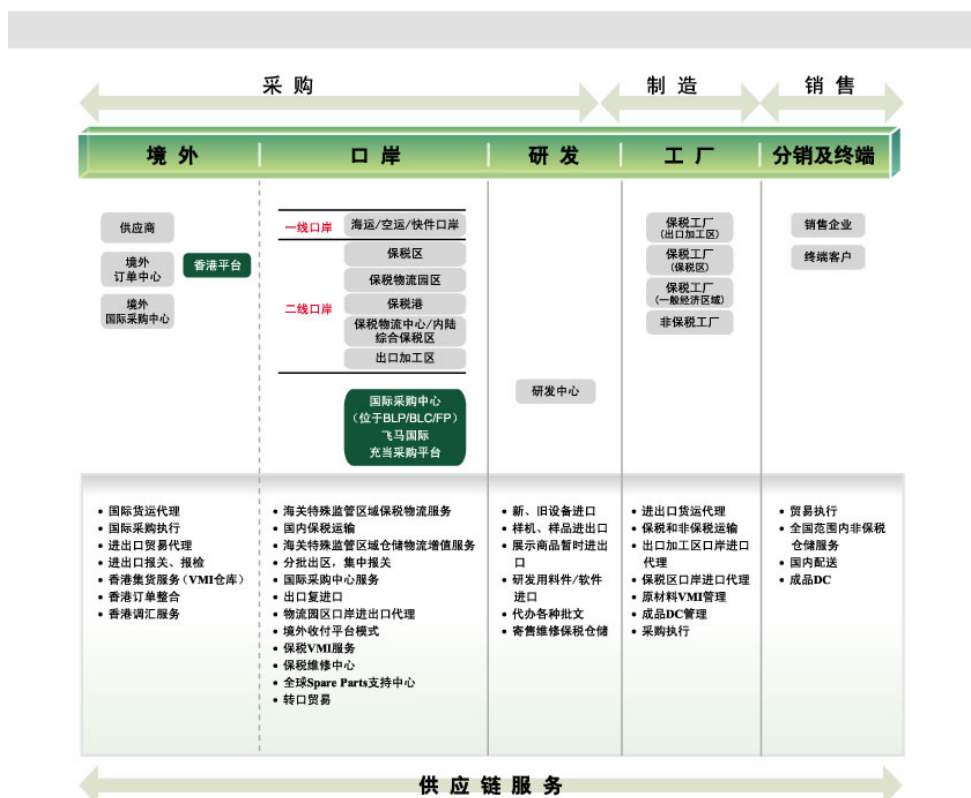 采 购
制 造
销 售
境 外
口 岸
研 发
工 厂
分销及终端
供应商
境外
订单中心
香港平台
境外
国际采购中心
一线口岸
海运/空运/快件口岸
二线口岸
保税区
保税物流园区
保税港
保税物流中心/内陆
综合保税区
出口加工区
国际采购中心
(位于BLP/BLC/FP)
飞马国际
充当采购平台
研发中心
保税工厂
(出口加工区)
保税工厂
(保税区)
保税工厂
(一般经济区域)
非保税工厂
销售企业
终端客户
• 国际货运代理
• 国际采购执行
• 进出口贸易代理
• 进出口报关、报检
• 香港集货服务(VMI仓库)
• 香港订单整合
• 香港调汇服务
• 海关特殊监管区域保税物流服务
• 国内保税运输
• 海关特殊监管区域仓储物流增值服务
• 分批出区，集中报关
• 国际采购中心服务
• 出口复进口
• 物流园区口岸进出口代理
• 境外收付平台模式
• 保税VMI服务
• 保税维修中心
• 全球Spare Parts支持中心
• 转口贸易
• 新、旧设备进口
• 样机、样品进出口
• 展示商品暂时进出
口
• 研发用料件/软件
进口
• 代办各种批文
• 寄售维修保税仓储
• 进出口货运代理
• 保税和非保税运输
• 出口加工区口岸进口
代理
• 保税区口岸进口代理
• 原材料VMI管理
• 成品DC管理
• 采购执行
• 贸易执行
• 全国范围内非保税
仓储服务
• 国内配送
• 成品DC
供 应 链 服 务